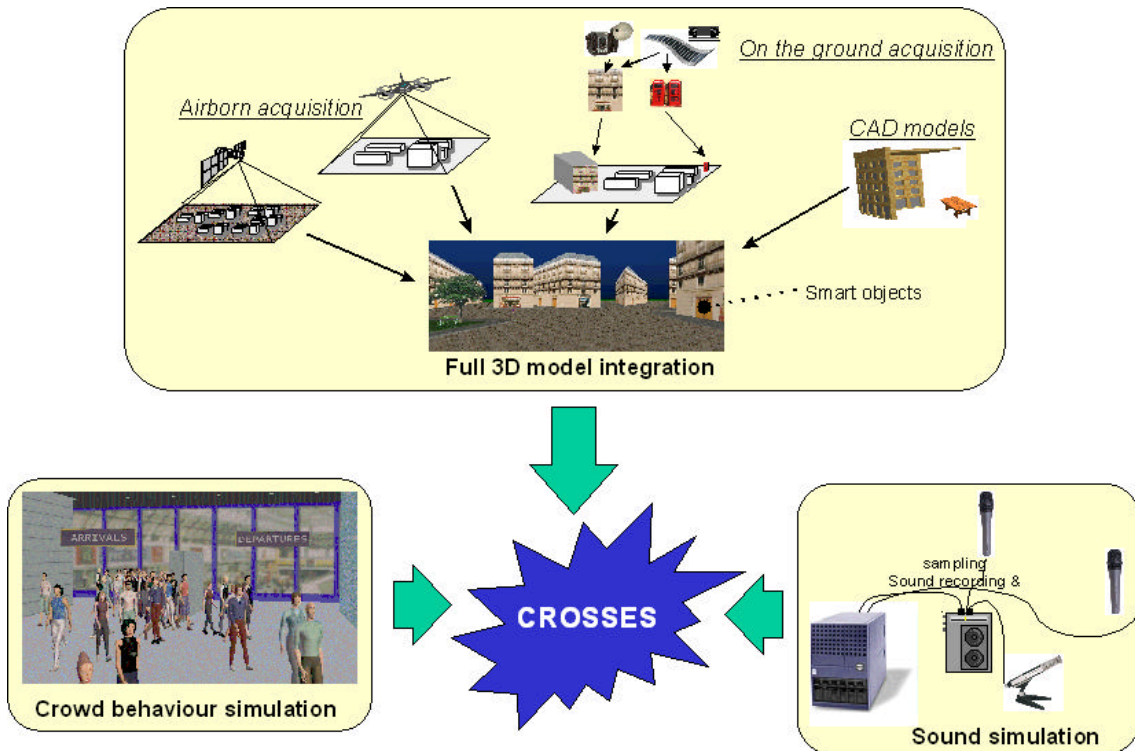 On the ground acquisition
Airborn acquisition
CAD models
Smart objects
Full 3D model integration
ARRIVALS
DEPARTURES
Crowd behaviour simulation
CROSSES
sampling
Sound recording &
Sound simulation